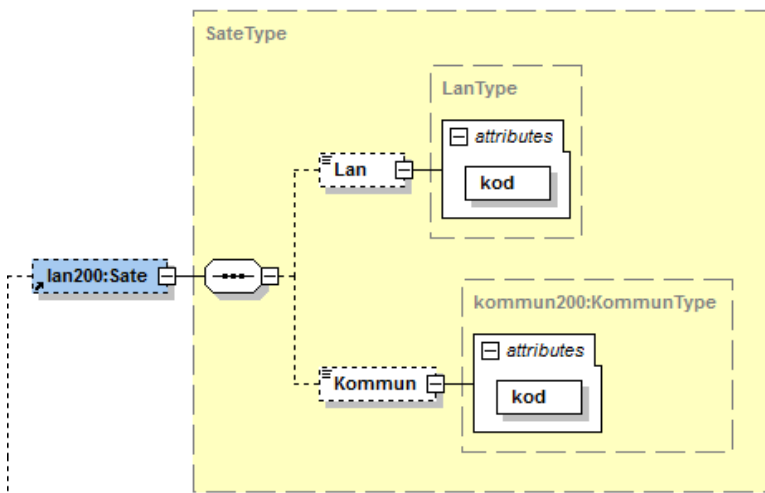 SateType
LanType
attributes
Lan
kod
lan200:Sate
kommun200:KommunType
attributes
Kommun
kod